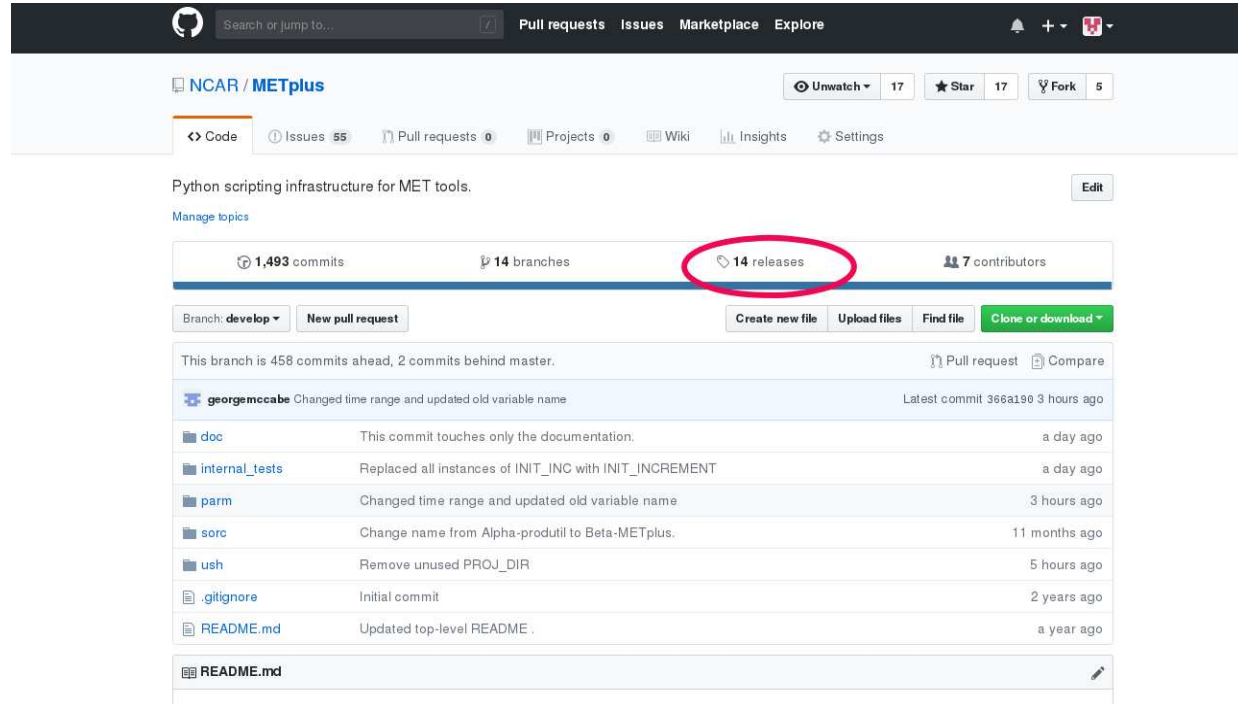 Search or jump to... / Pull requests Issues Marketplace Explore
NCAR / METplus Unwatch 17 Star 17 Fork 5
Code Issues 55 Pull requests 0 Projects 0 Wiki Insights Settings
Python scripting infrastructure for MET tools. Edit
Manage topics
1,493 commits 14 branches 14 releases 7 contributors
Branch: develop New pull request Create new file Upload files Find file Clone or download
This branch is 458 commits ahead, 2 commits behind master. Pull request Compare
georgemccabe Changed time range and updated old variable name Latest commit 366a190 3 hours ago
doc This commit touches only the documentation. a day ago
internal_tests Replaced all instances of INIT_INC with INIT_INCREMENT a day ago
parm Changed time range and updated old variable name 3 hours ago
sorc Change name from Alpha-produtil to Beta-METplus. 11 months ago
ush Remove unused PROJ_DIR 5 hours ago
.gitignore Initial commit 2 years ago
README.md Updated top-level README . a year ago
README.md